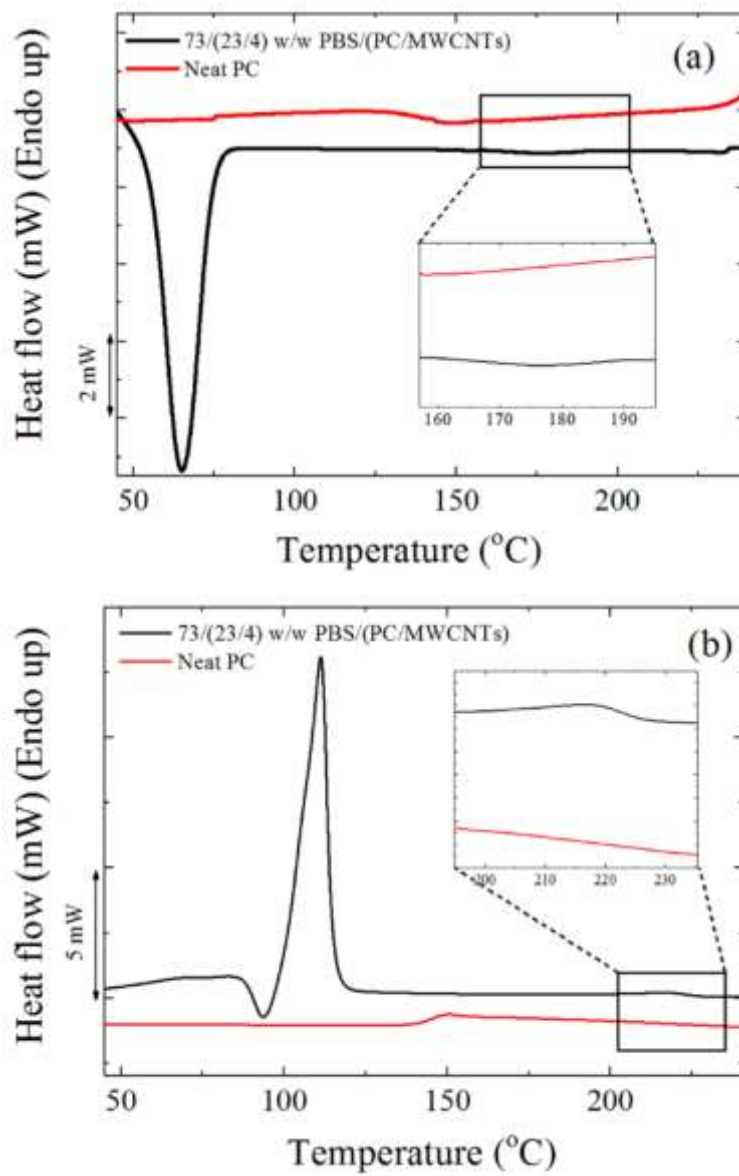 73/(23/4) w/w PBS/(PC/MWCNTs)
Neat PC
(a)
Heat flow (mW) (Endo up)
2 mW
160 170 180 190
50 100 150 200
Temperature (°C)
73/(23/4) w/w PBS/(PC/MWCNTs)
Neat PC
(b)
Heat flow (mW) (Endo up)
5 mW
200 210 220 230
50 100 150 200
Temperature (°C)